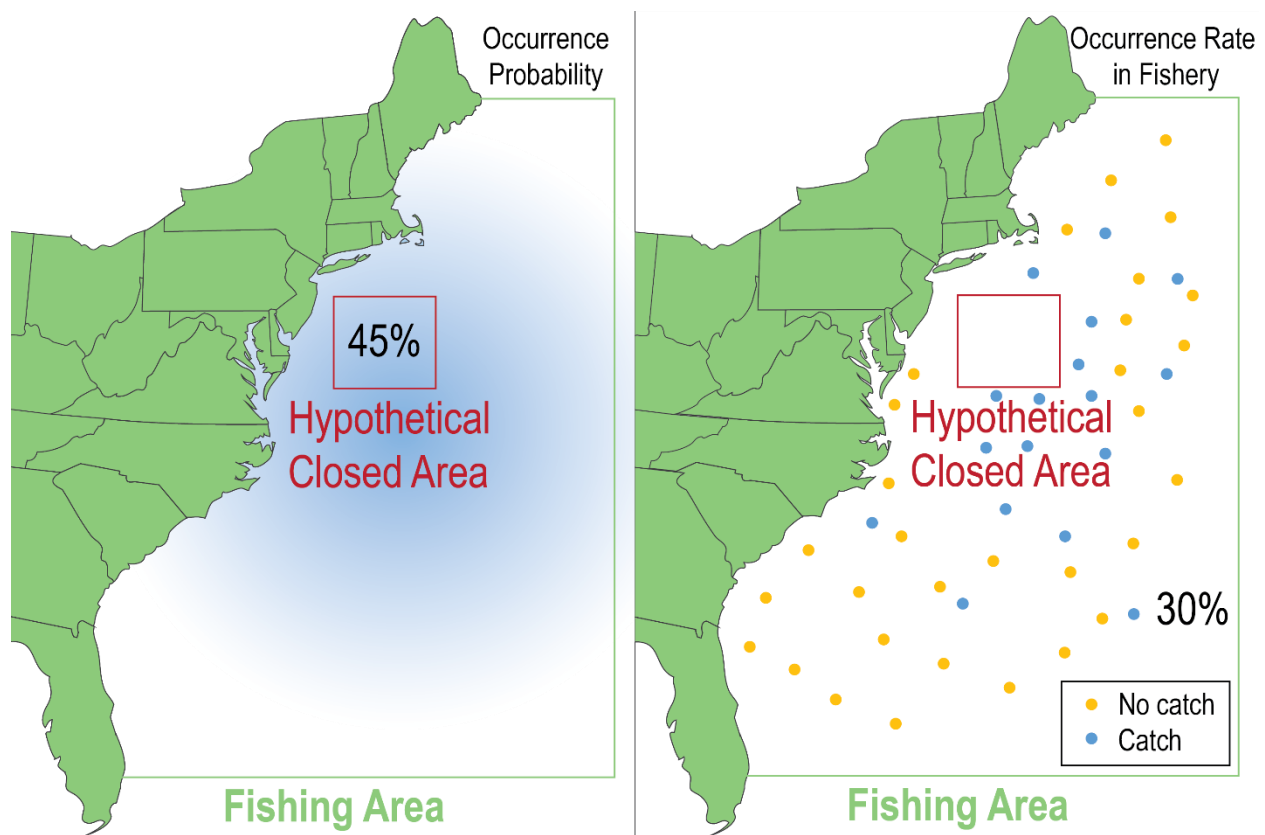 Occurrence
Probability
45%
Hypothetical
Closed Area
Fishing Area
Occurrence Rate
in Fishery
Hypothetical
Closed Area
30%
No catch
Catch
Fishing Area